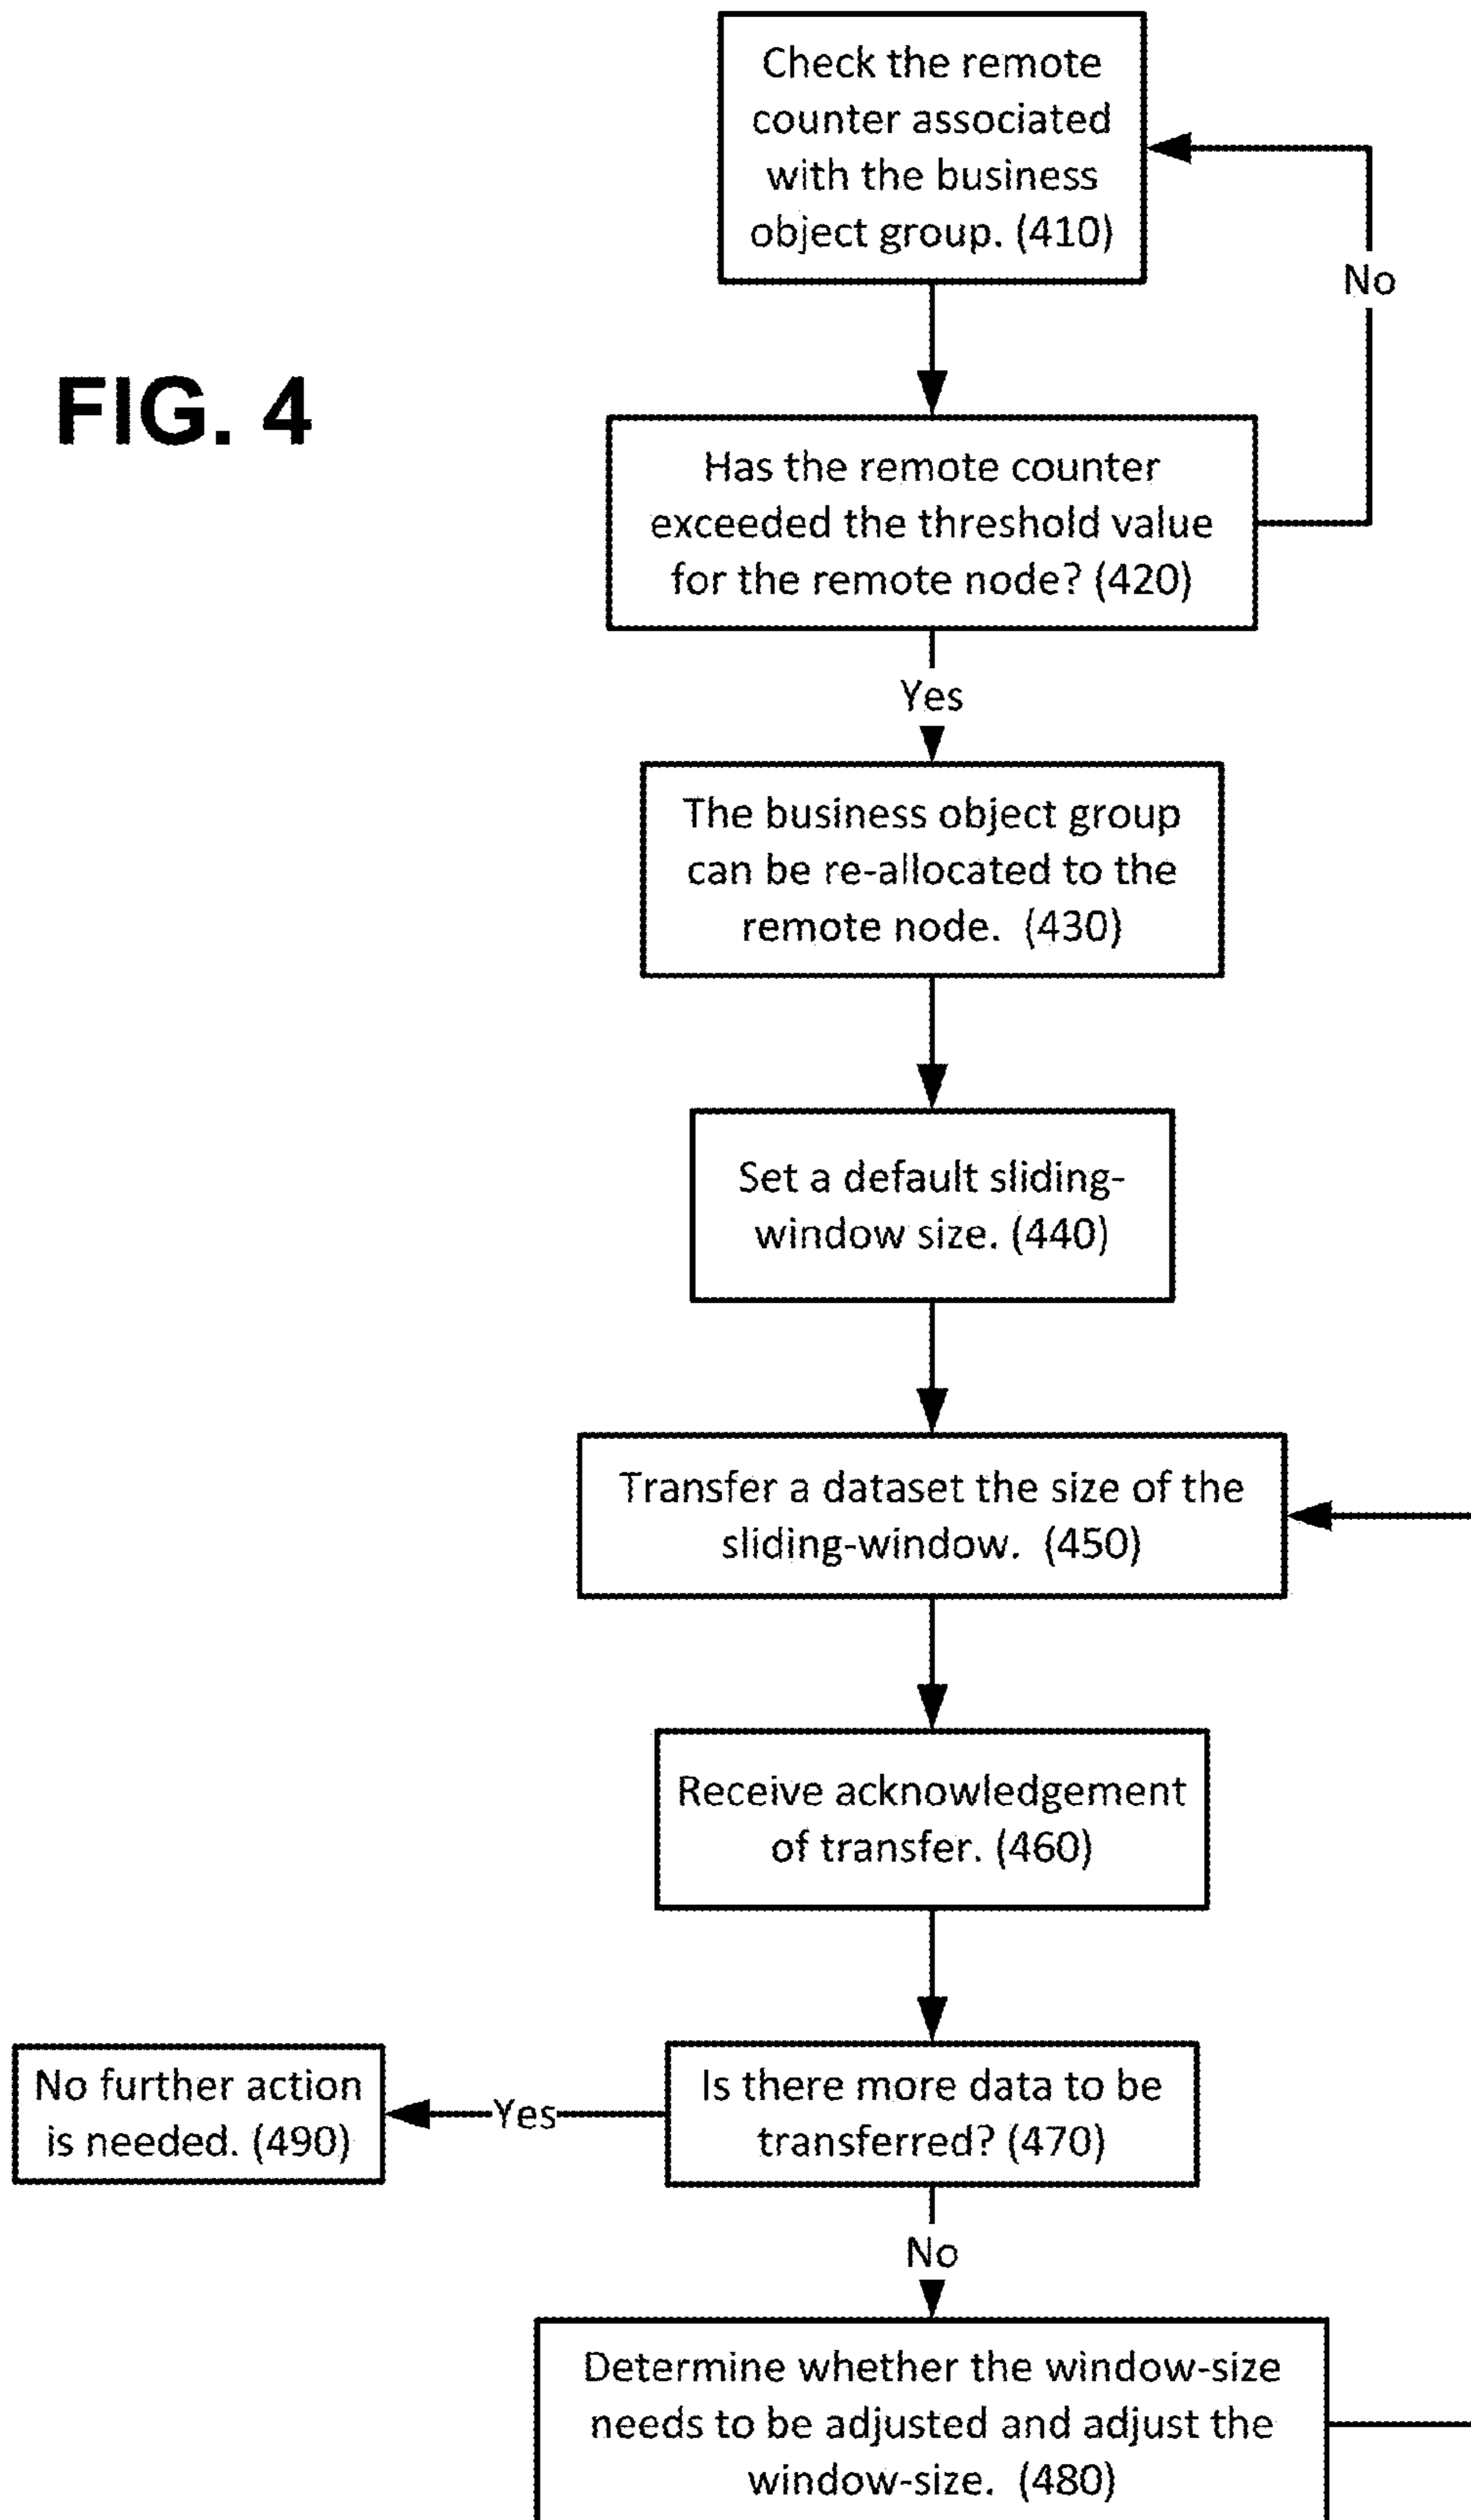 Check the remote
counter associated
with the business
object group. (410)
No
FIG. 4
Has the remote counter
exceeded the threshold value
for the remote node? (420)
Yes
The business object group
can be re-allocated to the
remote node. (430)
Set a default sliding-
window size. (440)
Transfer a dataset the size of the
sliding-window. (450)
Receive acknowledgement
of transfer. (460)
No further action
is needed. (490)
Yes
Is there more data to be
transferred? (470)
No
Determine whether the window-size
needs to be adjusted and adjust the
window-size. (480)